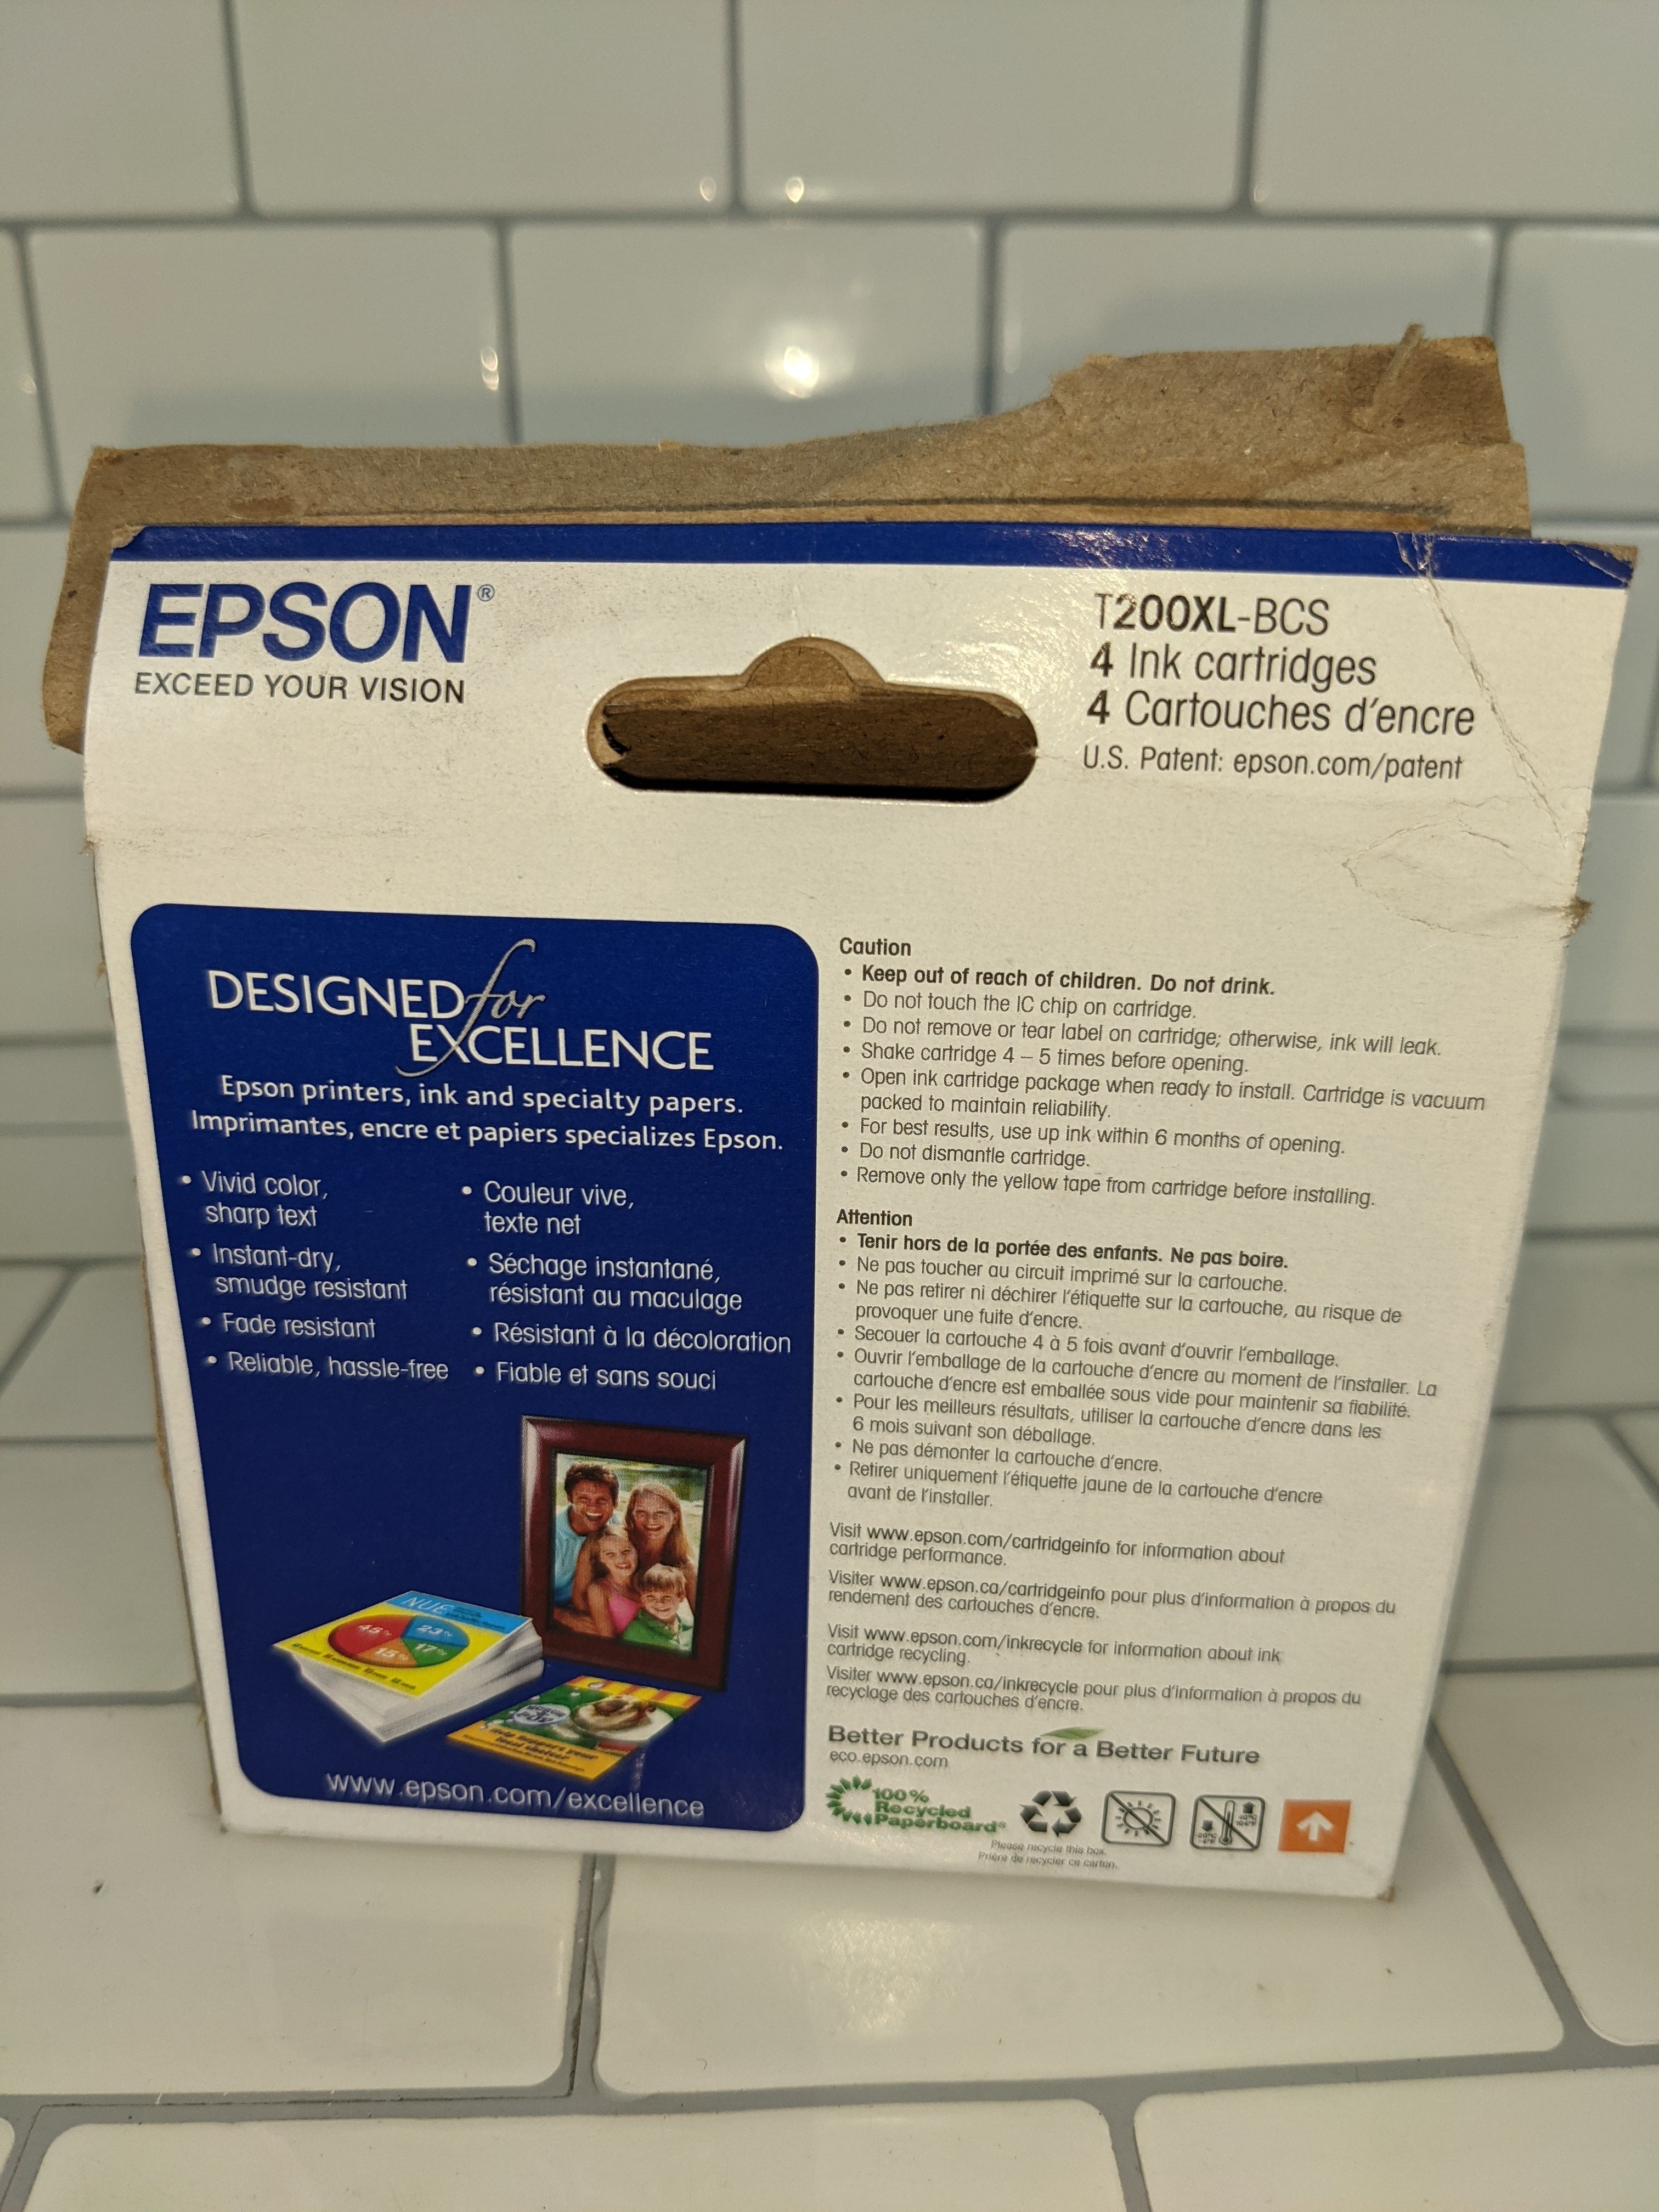 EPSON®
EXCEED YOUR VISION
T200XL-BCS
4 Ink cartridges
4 Cartouches d'encre
U.S. Patent: epson.com/patent
DESIGNED for
EXCELLENCE
Epson printers, ink and specialty papers.
Imprimantes, encre et papiers specializes Epson.
• Vivid color,
sharp text
• Instant-dry,
smudge resistant
• Fade resistant
• Reliable, hassle-free
• Couleur vive,
texte net
• Séchage instantané,
résistant au maculage
• Résistant à la décoloration
• Fiable et sans souci
NUE
45%
23%
15%
17%
www.epson.com/excellence
Caution
• Keep out of reach of children. Do not drink.
• Do not touch the IC chip on cartridge.
• Do not remove or tear label on cartridge; otherwise, ink will leak.
• Shake cartridge 4 – 5 times before opening.
• Open ink cartridge package when ready to install. Cartridge is vacuum
packed to maintain reliability.
• For best results, use up ink within 6 months of opening.
• Do not dismantle cartridge.
• Remove only the yellow tape from cartridge before installing.
Attention
• Tenir hors de la portée des enfants. Ne pas boire.
• Ne pas toucher au circuit imprimé sur la cartouche.
• Ne pas retirer ni déchirer l'étiquette sur la cartouche, au risque de
provoquer une fuite d'encre.
• Secouer la cartouche 4 à 5 fois avant d'ouvrir l'emballage.
• Ouvrir l'emballage de la cartouche d'encre au moment de l'installer. La
cartouche d'encre est emballée sous vide pour maintenir sa fiabilité.
• Pour les meilleurs résultats, utiliser la cartouche d'encre dans les
6 mois suivant son déballage.
• Ne pas démonter la cartouche d'encre.
• Retirer uniquement l'étiquette jaune de la cartouche d'encre
avant de l'installer.
Visit www.epson.com/cartridgeinfo for information about
cartridge performance.
Visiter www.epson.ca/cartridgeinfo pour plus d'information à propos du
rendement des cartouches d'encre.
Visit www.epson.com/inkrecycle for information about ink
cartridge recycling.
Visiter www.epson.ca/inkrecycle pour plus d'information à propos du
recyclage des cartouches d'encre.
Better Products for a Better Future
eco.epson.com
100%
Recycled
Paperboard®
Please recycle this box.
Prière de recycler ce carton.